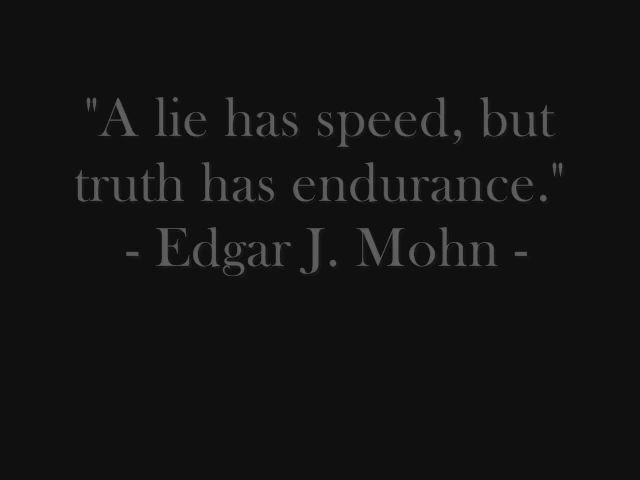 "A lie has speed, but
truth has endurance."
- Edgar J. Mohn -